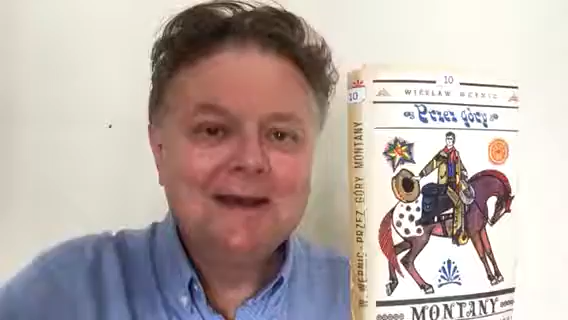 10
WIESŁAW WERNIC
Przez góry
MONTANY
10
W. WERNIC - PRZEZ GÓRY MONTANY